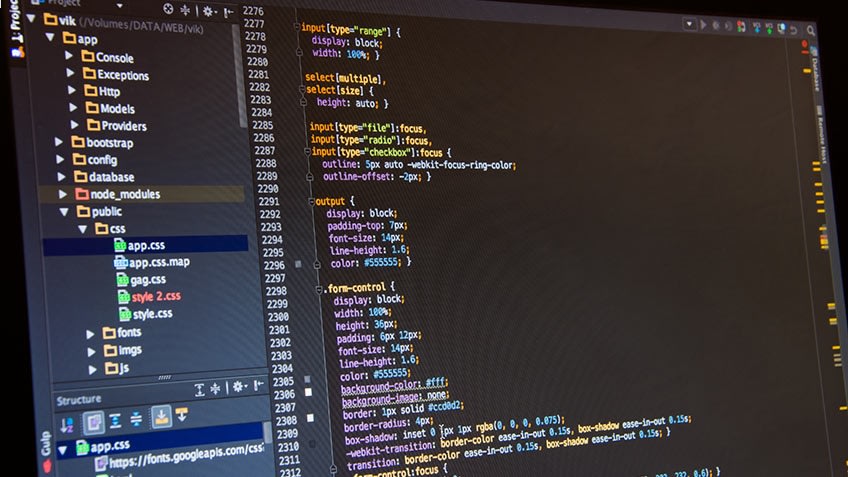 Project
vik (/Volumes/DATA/WEB/vik)
app
Console
Exceptions
Http
Models
Providers
bootstrap
config
database
node_modules
public
css
app.css
app.css.map
gag.css
style 2.css
style.css
fonts
imgs
js
Structure
app.css
https://fonts.googleapis.com/css
1: Project
Gulp
2276
2277 input[type="range"] {
2278 display: block;
2279 width: 100%; }
2280
2281 select[multiple],
2282 select[size] {
2283 height: auto; }
2285 input[type="file"]:focus,
2286 input[type="radio"]:focus,
2287 input[type="checkbox"]:focus {
2288 outline: 5px auto -webkit-focus-ring-color;
2289 outline-offset: -2px; }
2290
2291 output {
2292 display: block;
2293 padding-top: 7px;
2294 font-size: 14px;
2295 line-height: 1.6;
2296 color: #555555; }
2297
2298 .form-control {
2299 display: block;
2300 width: 100%;
2301 height: 36px;
2302 padding: 6px 12px;
2303 font-size: 14px;
2304 line-height: 1.6;
2305 color: #555555;
2306 background-color: #fff;
2307 background-image: none;
2308 border: 1px solid #ccd0d2;
2309 border-radius: 4px;
2310 box-shadow: inset 0 1px 1px rgba(0, 0, 0, 0.075);
2311 -webkit-transition: border-color ease-in-out 0.15s, box-shadow ease-in-out 0.15s;
2312 transition: border-color ease-in-out 0.15s, box-shadow ease-in-out 0.15s; }
.form-control:focus {
Database
Remote Host